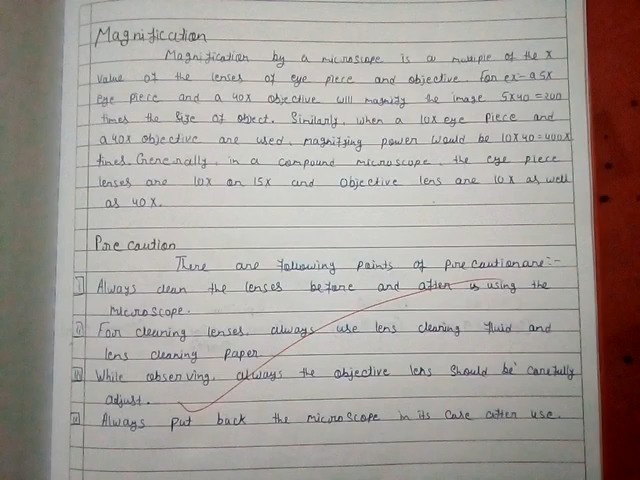 Magnification
Magnification by a microscope is a multiple of the x
value of the lenses of eye piece and objective. For ex- a 5x
eye piece and a 40x objective will magnify the image 5x40=200
times the size of object. Similarly, when a 10x eye piece and
a 40x objective are used, magnifying power would be 10x40=400x
times. Generally, in a compound microscope, the eye piece
lenses are 10x or 15x and objective lens are 10x as well
as 40x.
Precaution
There are following points of precautionare:-
I Always clean the lenses before and after is using the
microscope.
II For cleaning lenses, always use lens clearing fluid and
lens cleaning paper.
III While observing, always the objective lens should be carefully
adjust.
IV Always put back the microscope in its case after use.